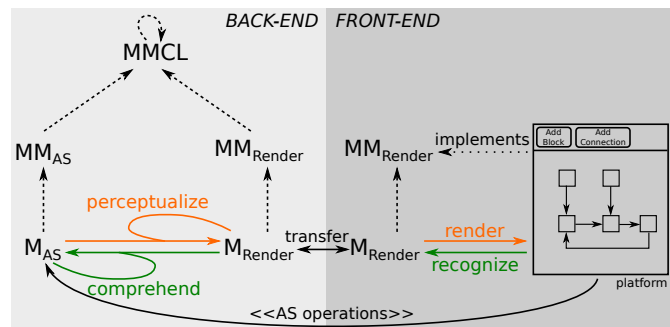 BACK-END
FRONT-END
MMCL
Add Block
Add Connection
implements
MM_AS
MM_Render
MM_Render
perceptualize
M_AS
M_Render
transfer
M_Render
render
recognize
comprehend
platform
<<AS operations>>